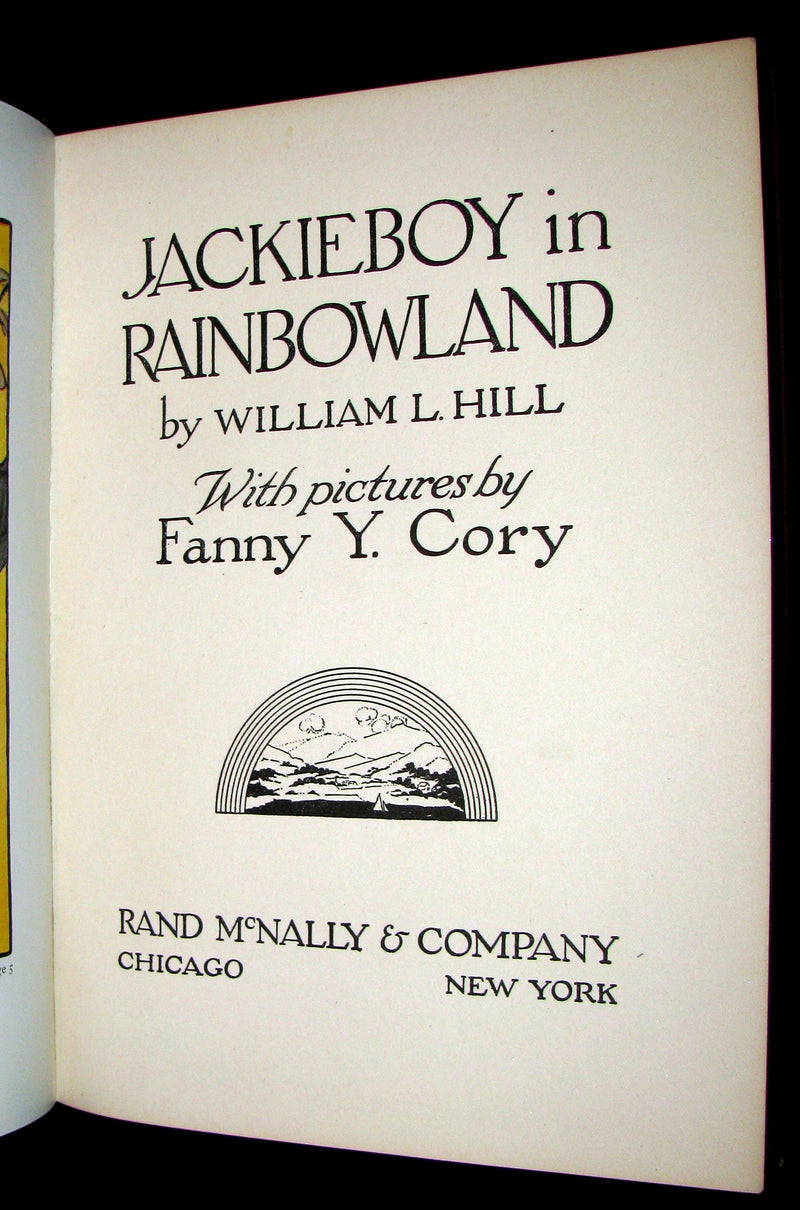 JACKIEBOY in
RAINBOWLAND
by WILLIAM L. HILL
With pictures by
Fanny Y. Cory
RAND McNALLY & COMPANY
CHICAGO
NEW YORK